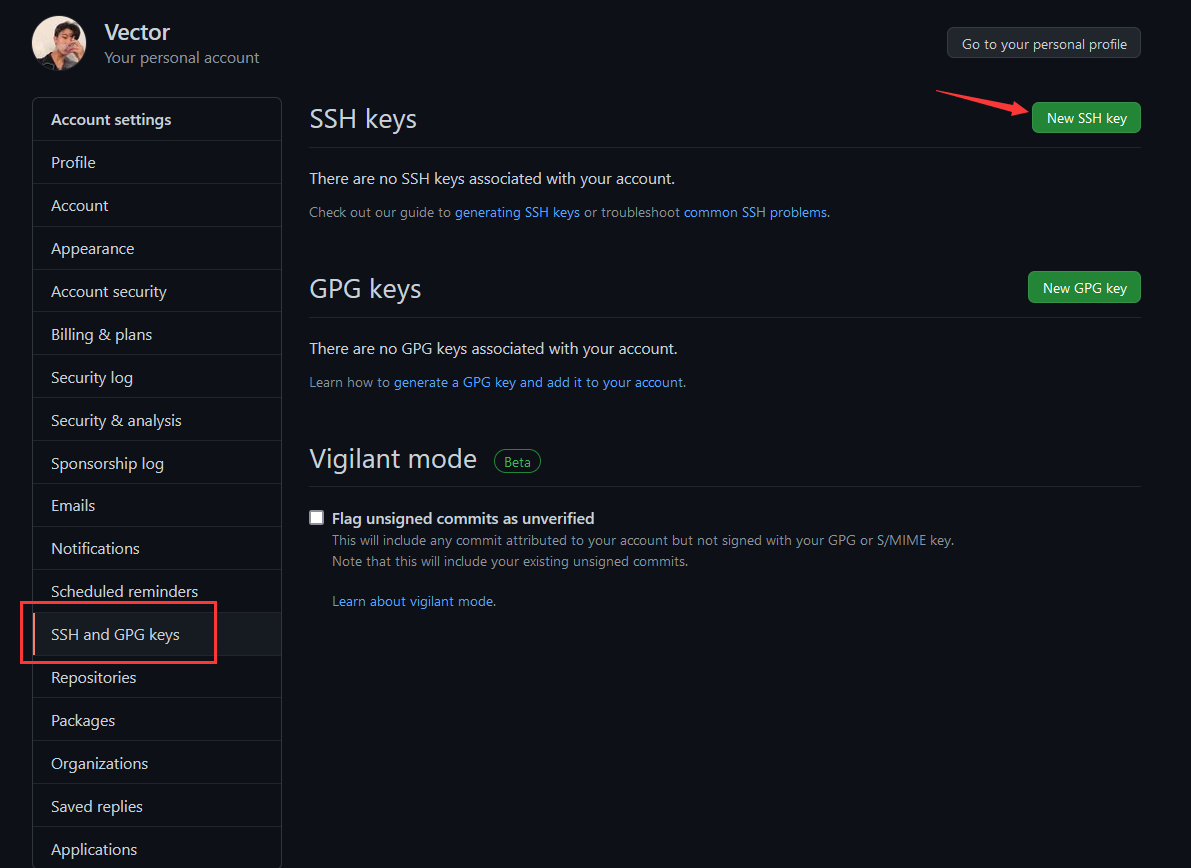 Vector
Your personal account
Go to your personal profile
Account settings
Profile
Account
Appearance
Account security
Billing & plans
Security log
Security & analysis
Sponsorship log
Emails
Notifications
Scheduled reminders
SSH and GPG keys
Repositories
Packages
Organizations
Saved replies
Applications
SSH keys
New SSH key
There are no SSH keys associated with your account.
Check out our guide to generating SSH keys or troubleshoot common SSH problems.
GPG keys
New GPG key
There are no GPG keys associated with your account.
Learn how to generate a GPG key and add it to your account.
Vigilant mode Beta
Flag unsigned commits as unverified
This will include any commit attributed to your account but not signed with your GPG or S/MIME key.
Note that this will include your existing unsigned commits.
Learn about vigilant mode.